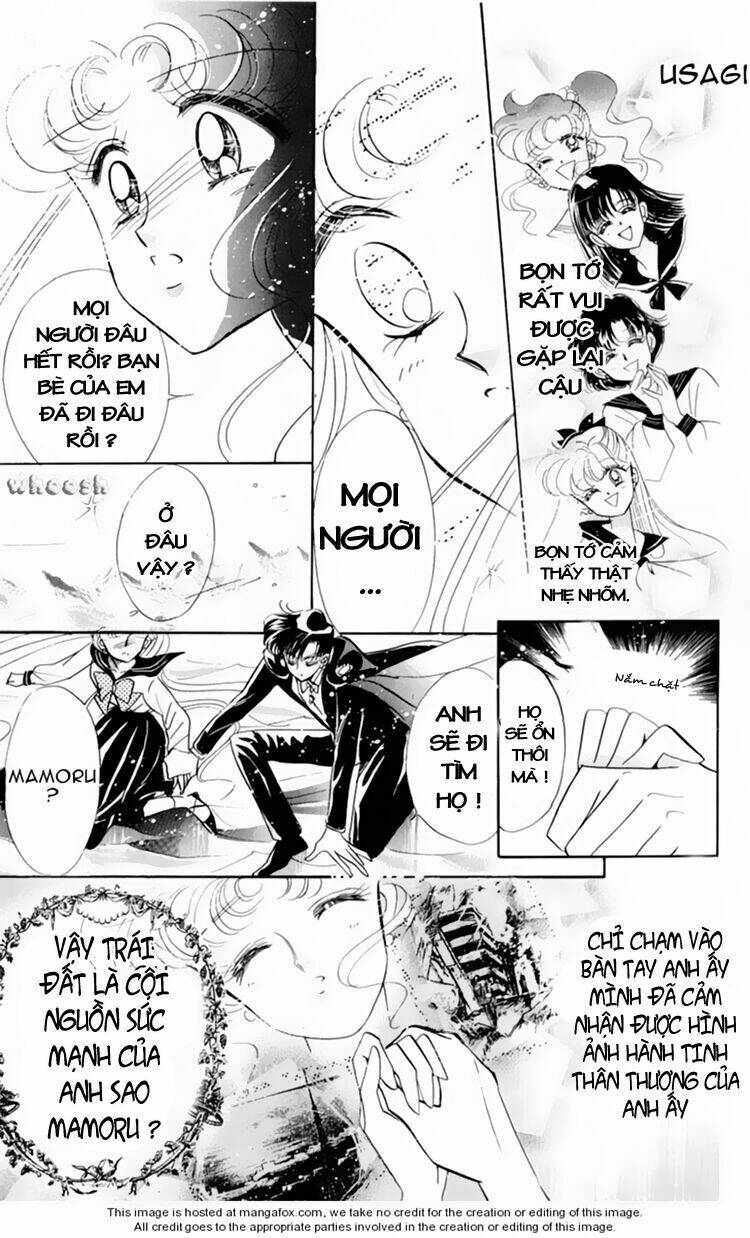 USAGI
BỌN TỚ
RẤT VUI
ĐƯỢC
GẶP LẠI
CẬU
BỌN TỚ CẢM
THẤY THẬT
NHẸ NHÕM.
MỌI
NGƯỜI
...
MỌI
NGƯỜI ĐÂU
HẾT RỒI? BẠN
BÈ CỦA EM
ĐÃ ĐI ĐÂU
RỒI ?
whoosh
Ở
ĐÂU
VẬY ?
Nắm chặt
HỌ
SẼ ỔN
THÔI
MÀ !
ANH
SẼ ĐI
TÌM
HỌ !
MAMORU
?
CHỈ CHẠM VÀO
BÀN TAY ANH ẤY
MÌNH ĐÃ CẢM
NHẬN ĐƯỢC HÌNH
ẢNH HÀNH TINH
THÂN THƯƠNG CỦA
ANH ẤY
VẬY TRÁI
ĐẤT LÀ CỘI
NGUỒN SỨC
MẠNH CỦA
ANH SAO
MAMORU ?
This image is hosted at mangafox.com, we take no credit for the creation or editing of this image.
All credit goes to the appropriate parties involved in the creation or editing of this image.